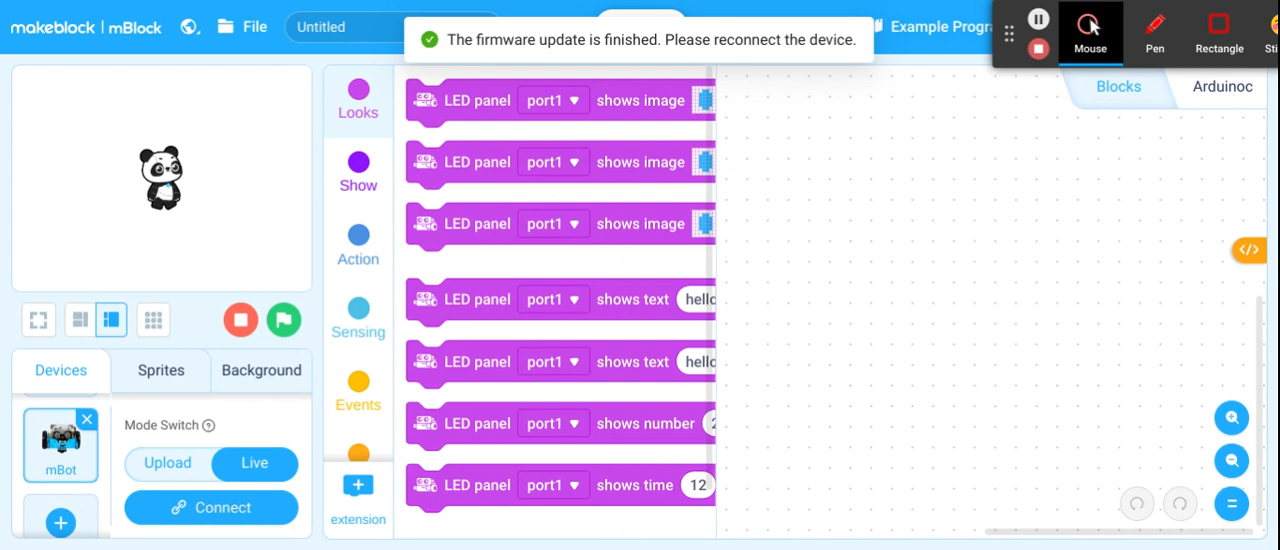 makeblock | mBlock
File
Untitled
The firmware update is finished. Please reconnect the device.
Example Progra
Mouse
Pen
Rectangle
Sti
Blocks
Arduinoc
Looks
Show
Action
Sensing
Events
extension
LED panel port1 shows image
LED panel port1 shows image
LED panel port1 shows image
LED panel port1 shows text hello
LED panel port1 shows text hello
LED panel port1 shows number
LED panel port1 shows time 12
Devices
Sprites
Background
mBot
Mode Switch
Upload
Live
Connect